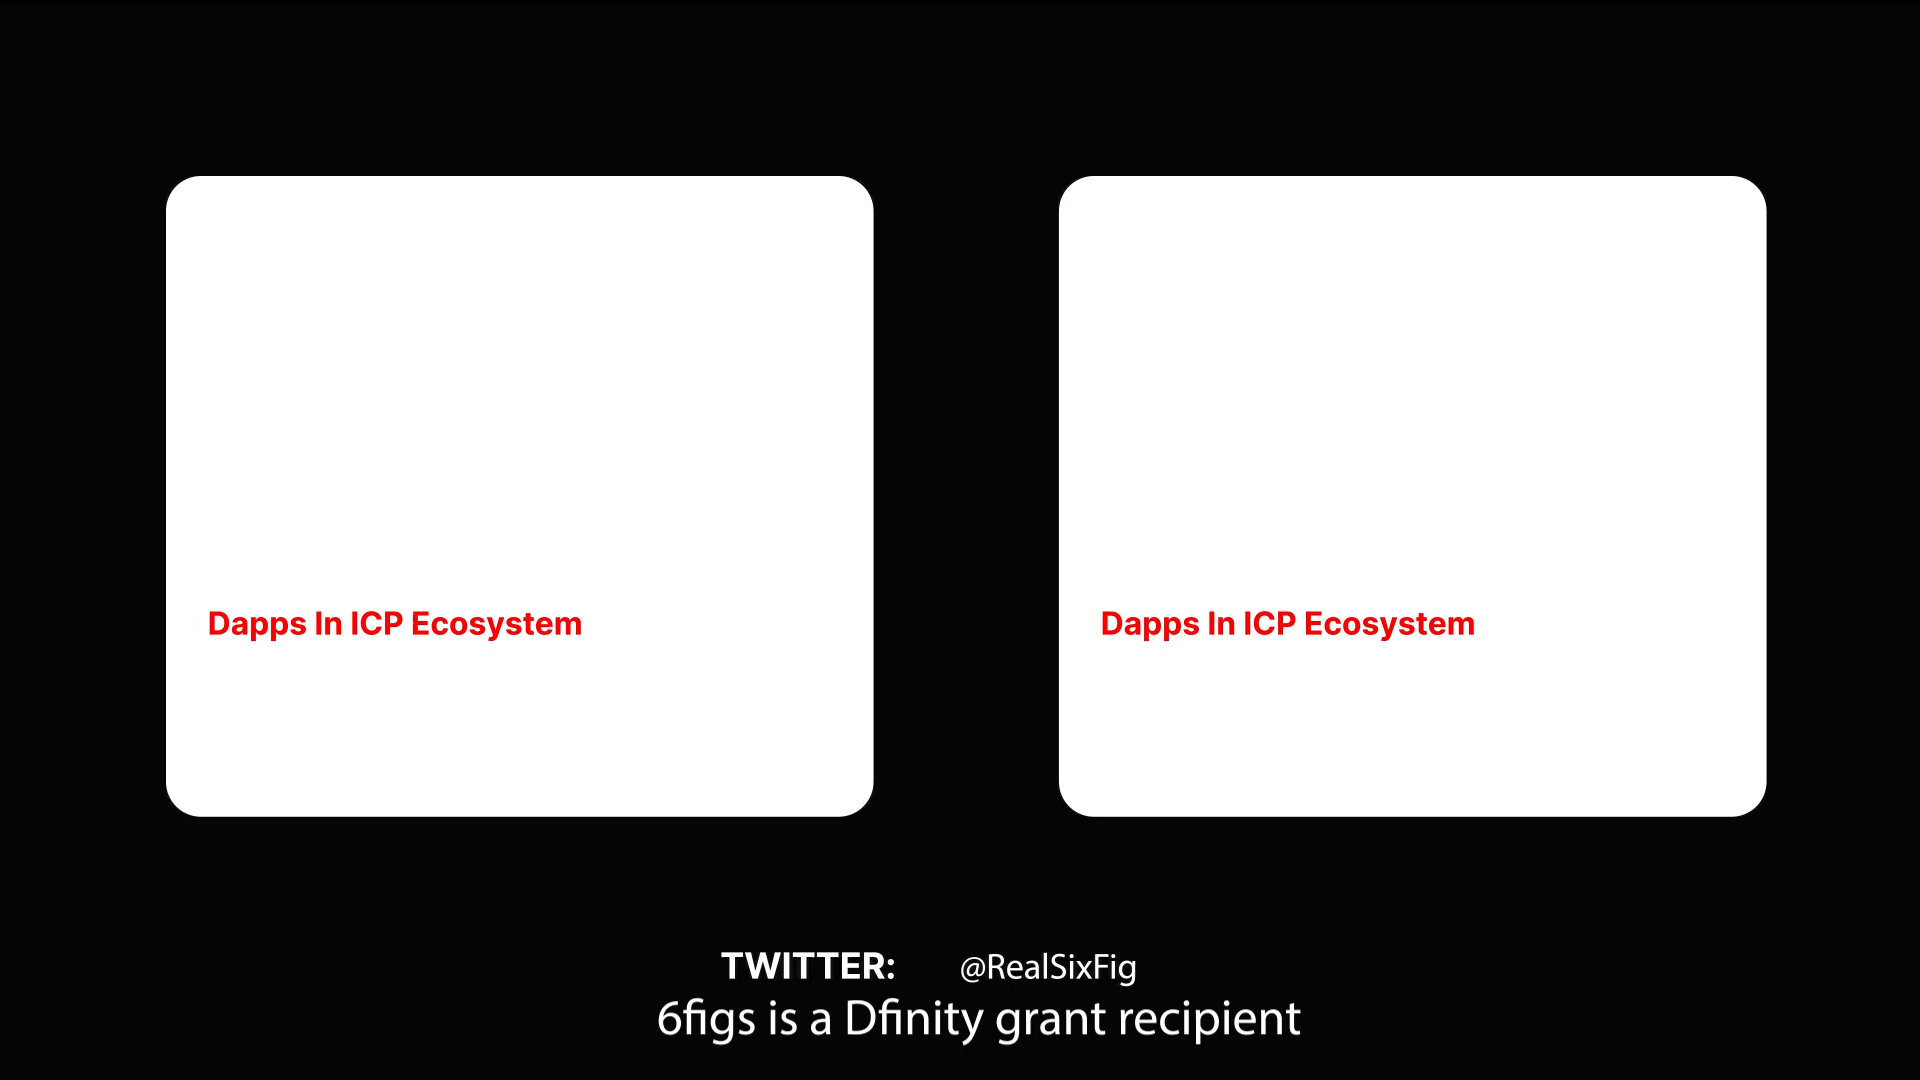 Dapps In ICP Ecosystem
Dapps In ICP Ecosystem
TWITTER: @RealSixFig
6figs is a Dfinity grant recipient